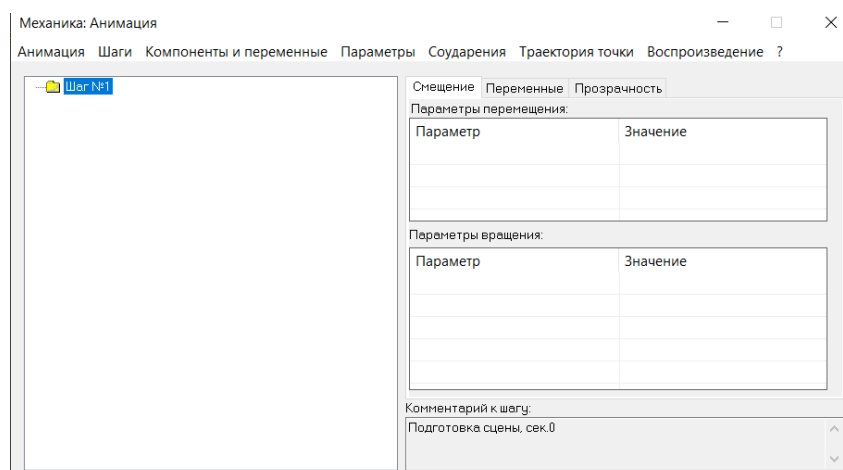 Механика: Анимация
Анимация Шаги Компоненты и переменные Параметры Соударения Траектория точки Воспроизведение ?
Шаг №1
Смещение Переменные Прозрачность
Параметры перемещения:
Параметр Значение
Параметры вращения:
Параметр Значение
Комментарий к шагу:
Подготовка сцены, сек.0